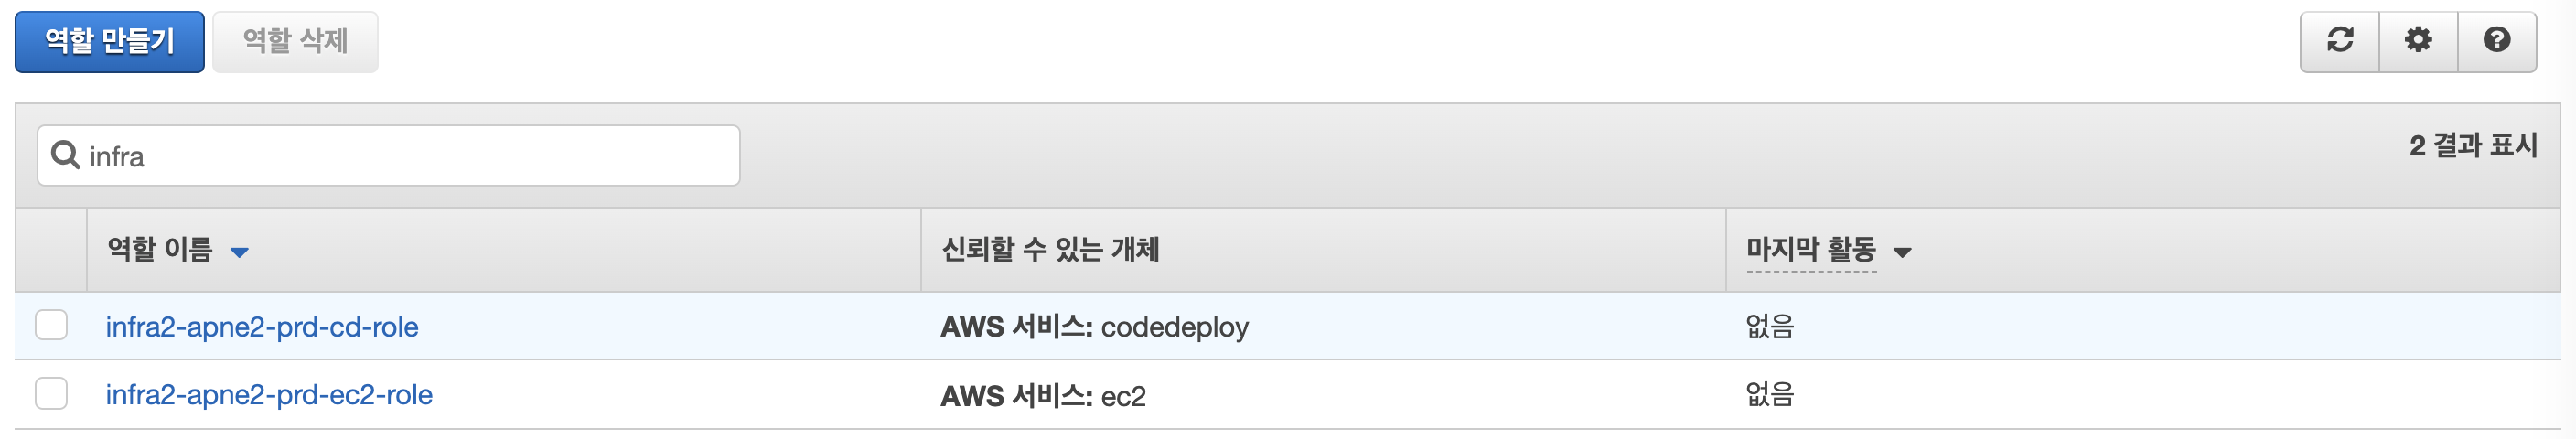 역할 만들기 역할 삭제
infra
2 결과 표시
역할 이름 신뢰할 수 있는 개체 마지막 활동
infra2-apne2-prd-cd-role AWS 서비스: codedeploy 없음
infra2-apne2-prd-ec2-role AWS 서비스: ec2 없음